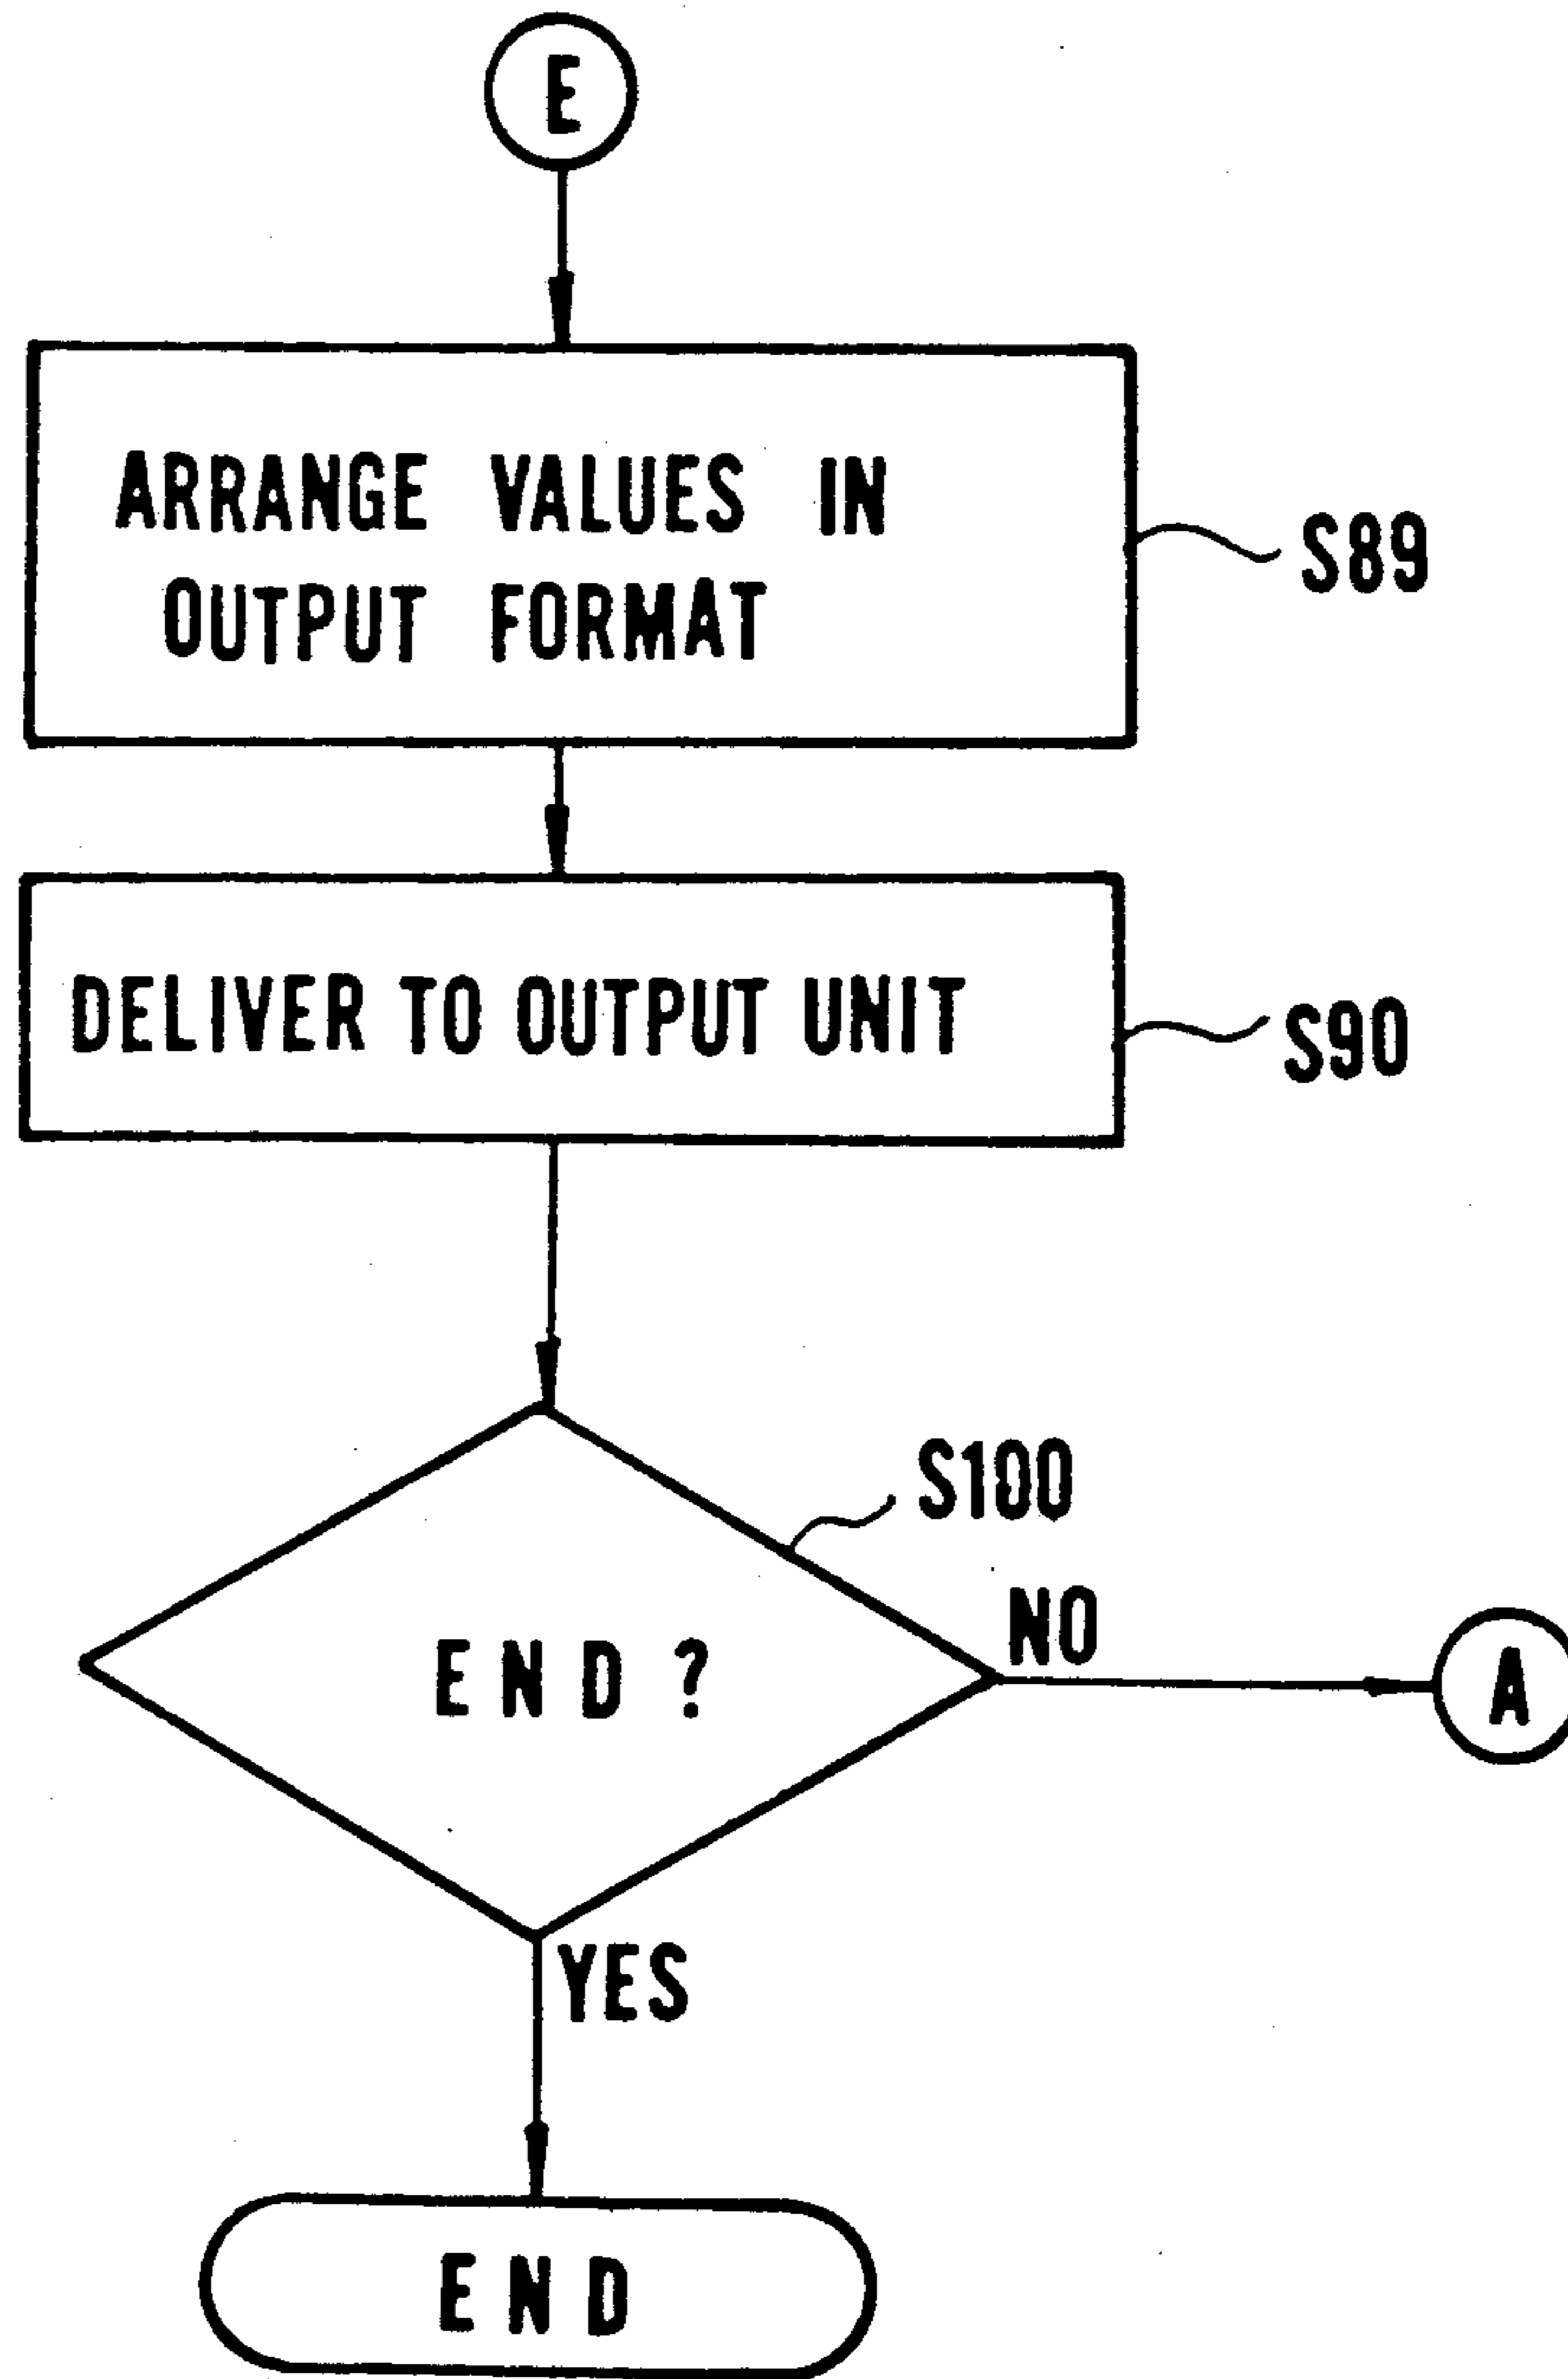 E
ARRANGE VALUES IN
OUTPUT FORMAT
S89
DELIVER TO OUTPUT UNIT
S90
S100
END?
NO
A
YES
END